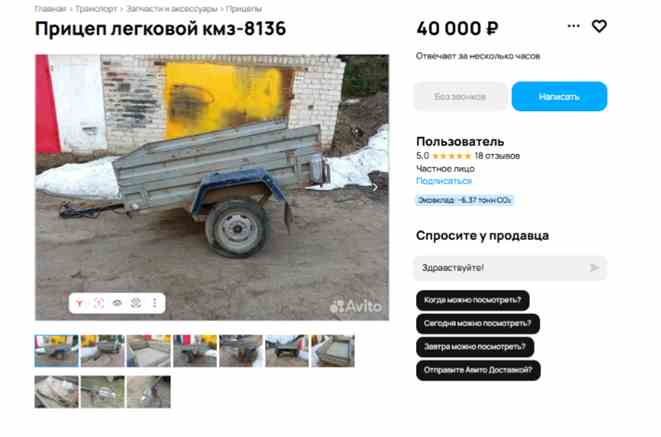 Главная > Транспорт > Запчасти и аксессуары > Прицепы
Прицеп легковой кмз-8136
40 000 ₽
Отвечает за несколько часов
Без звонков
Написать
Пользователь
5,0 ★★★★★ 18 отзывов
Частное лицо
Подписаться
Эковклад: −6.37 тонн CO₂
Спросите у продавца
Здравствуйте!
Когда можно посмотреть?
Сегодня можно посмотреть?
Завтра можно посмотреть?
Отправите Авито Доставкой?
Avito